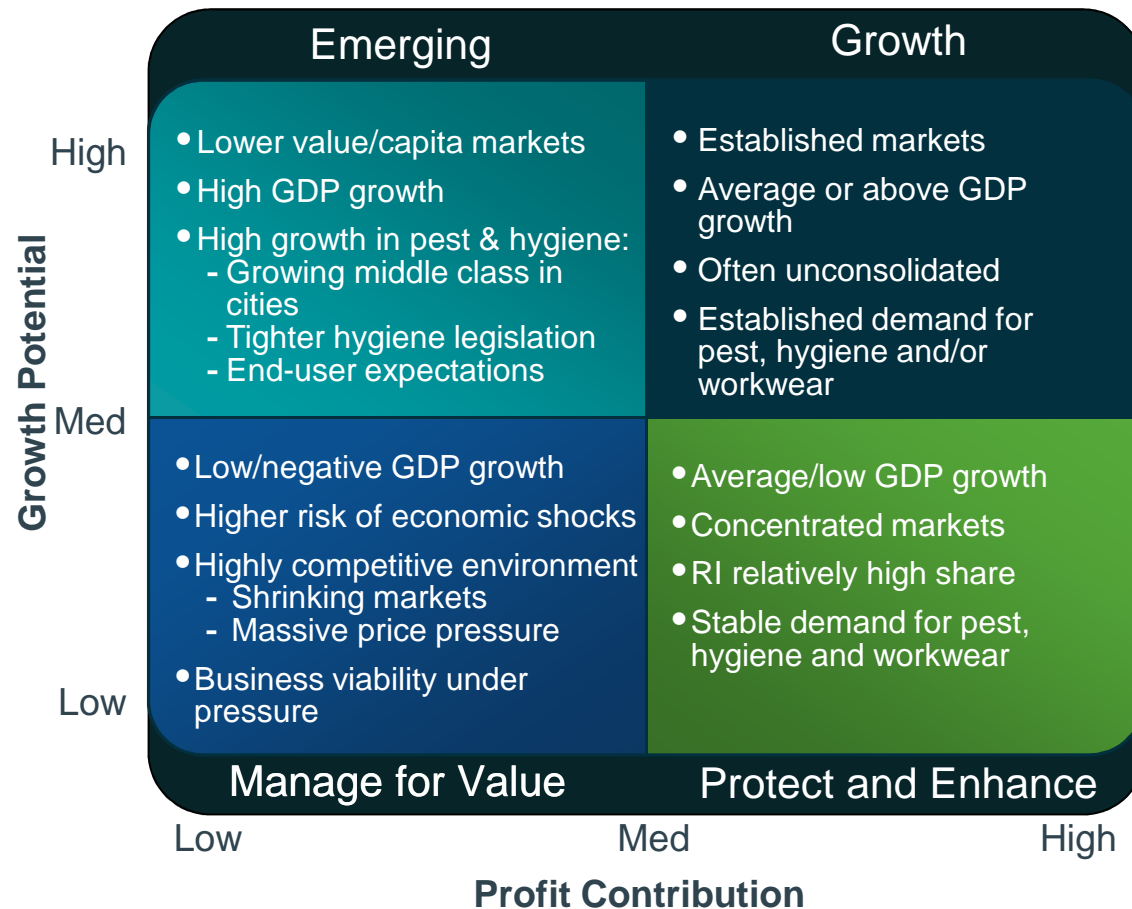 Emerging
Growth
Growth Potential
High
Med
Low
• Lower value/capita markets
• High GDP growth
• High growth in pest & hygiene:
- Growing middle class in
cities
- Tighter hygiene legislation
- End-user expectations
• Established markets
• Average or above GDP
growth
• Often unconsolidated
• Established demand for
pest, hygiene and/or
workwear
• Low/negative GDP growth
• Higher risk of economic shocks
• Highly competitive environment
- Shrinking markets
- Massive price pressure
• Business viability under
pressure
• Average/low GDP growth
• Concentrated markets
• RI relatively high share
• Stable demand for pest,
hygiene and workwear
Manage for Value
Protect and Enhance
Low
Med
High
Profit Contribution